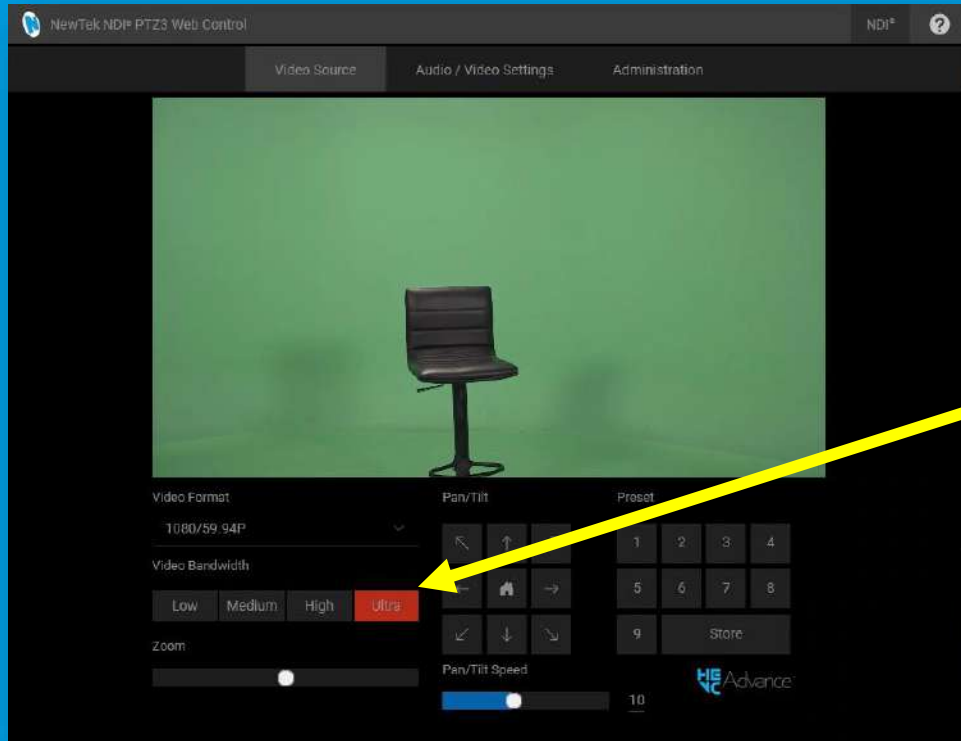 NewTek NDI® PTZ3 Web Control
NDI®
?
Video Source
Audio / Video Settings
Administration
Video Format
1080/59.94P
Video Bandwidth
Low
Medium
High
Ultra
Zoom
Pan/Tilt
Pan/Tilt Speed
10
Preset
1 2 3 4
5 6 7 8
9 Store
HEVC Advance